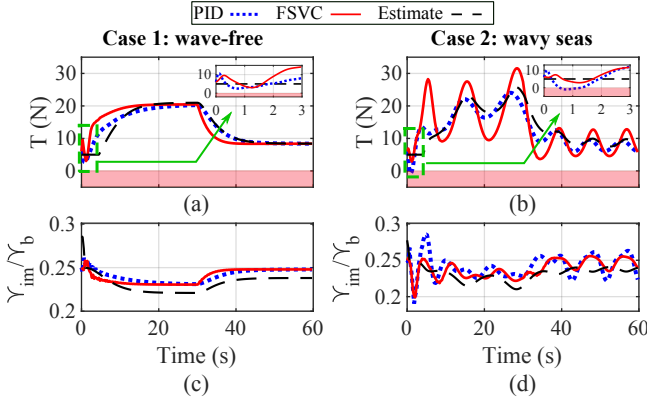 PID FSVC Estimate
Case 1: wave-free
Case 2: wavy seas
T (N)
30
20
10
0
10
0
0 1 2 3
(a)
T (N)
30
20
10
0
10
0
0 1 2 3
(b)
ϒim/ϒb
0.3
0.25
0.2
0 20 40 60
Time (s)
(c)
ϒim/ϒb
0.3
0.25
0.2
0 20 40 60
Time (s)
(d)